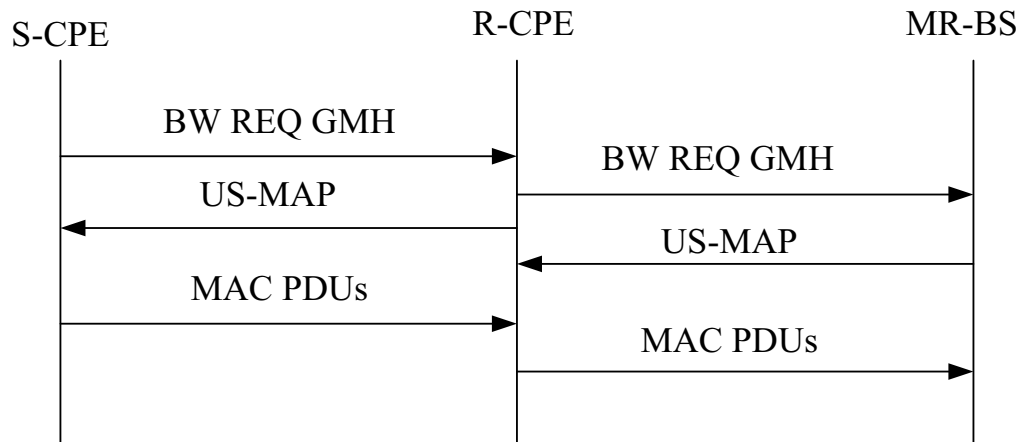 S-CPE
R-CPE
MR-BS
BW REQ GMH
BW REQ GMH
US-MAP
US-MAP
MAC PDUs
MAC PDUs